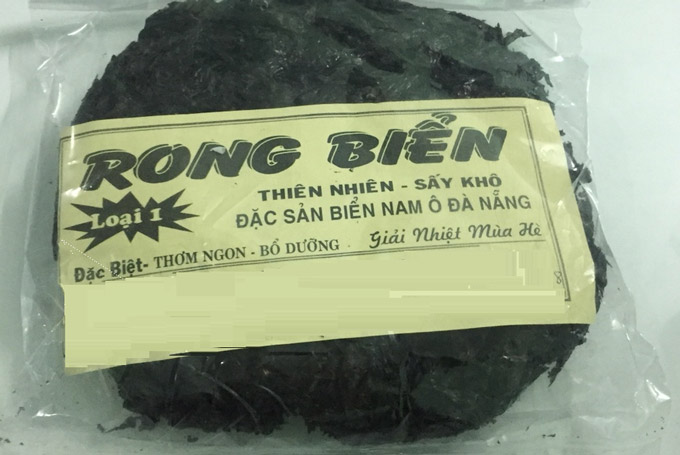 RONG BIỂN
Loại 1
THIÊN NHIÊN - SẤY KHÔ
ĐẶC SẢN BIỂN NAM Ô ĐÀ NẴNG
Đặc Biệt- THƠM NGON - BỔ DƯỠNG
Giải Nhiệt Mùa Hè